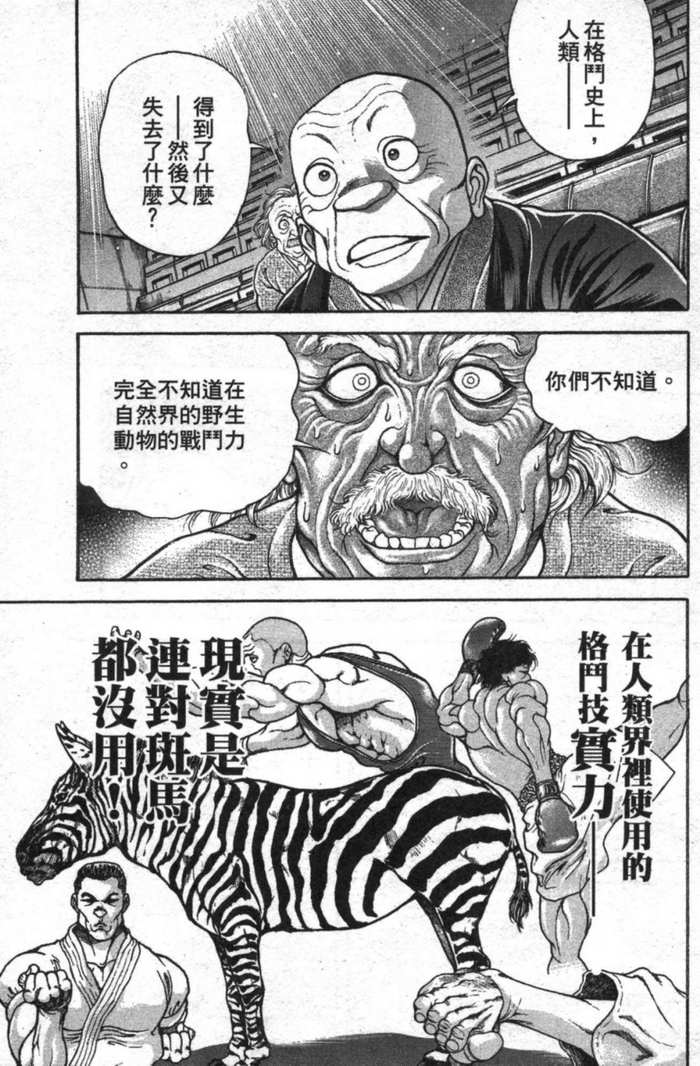 在格鬥史上，
人類──
得到了什麼
──然後又
失去了什麼？
你們不知道。
完全不知道在
自然界的野生
動物的戰鬥力
。
在人類界裡使用的
格鬥技實力──
現實是
連對斑馬
都沒用！